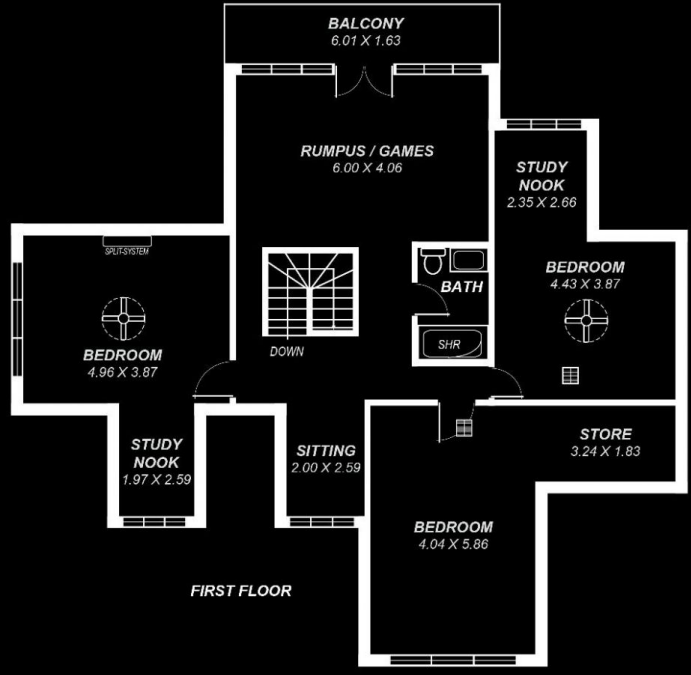 BALCONY
6.01 X 1.63
RUMPUS / GAMES
6.00 X 4.06
STUDY
NOOK
2.35 X 2.66
SPLIT-SYSTEM
BATH
BEDROOM
4.43 X 3.87
SHR
DOWN
BEDROOM
4.96 X 3.87
STUDY
NOOK
1.97 X 2.59
SITTING
2.00 X 2.59
STORE
3.24 X 1.83
BEDROOM
4.04 X 5.86
FIRST FLOOR